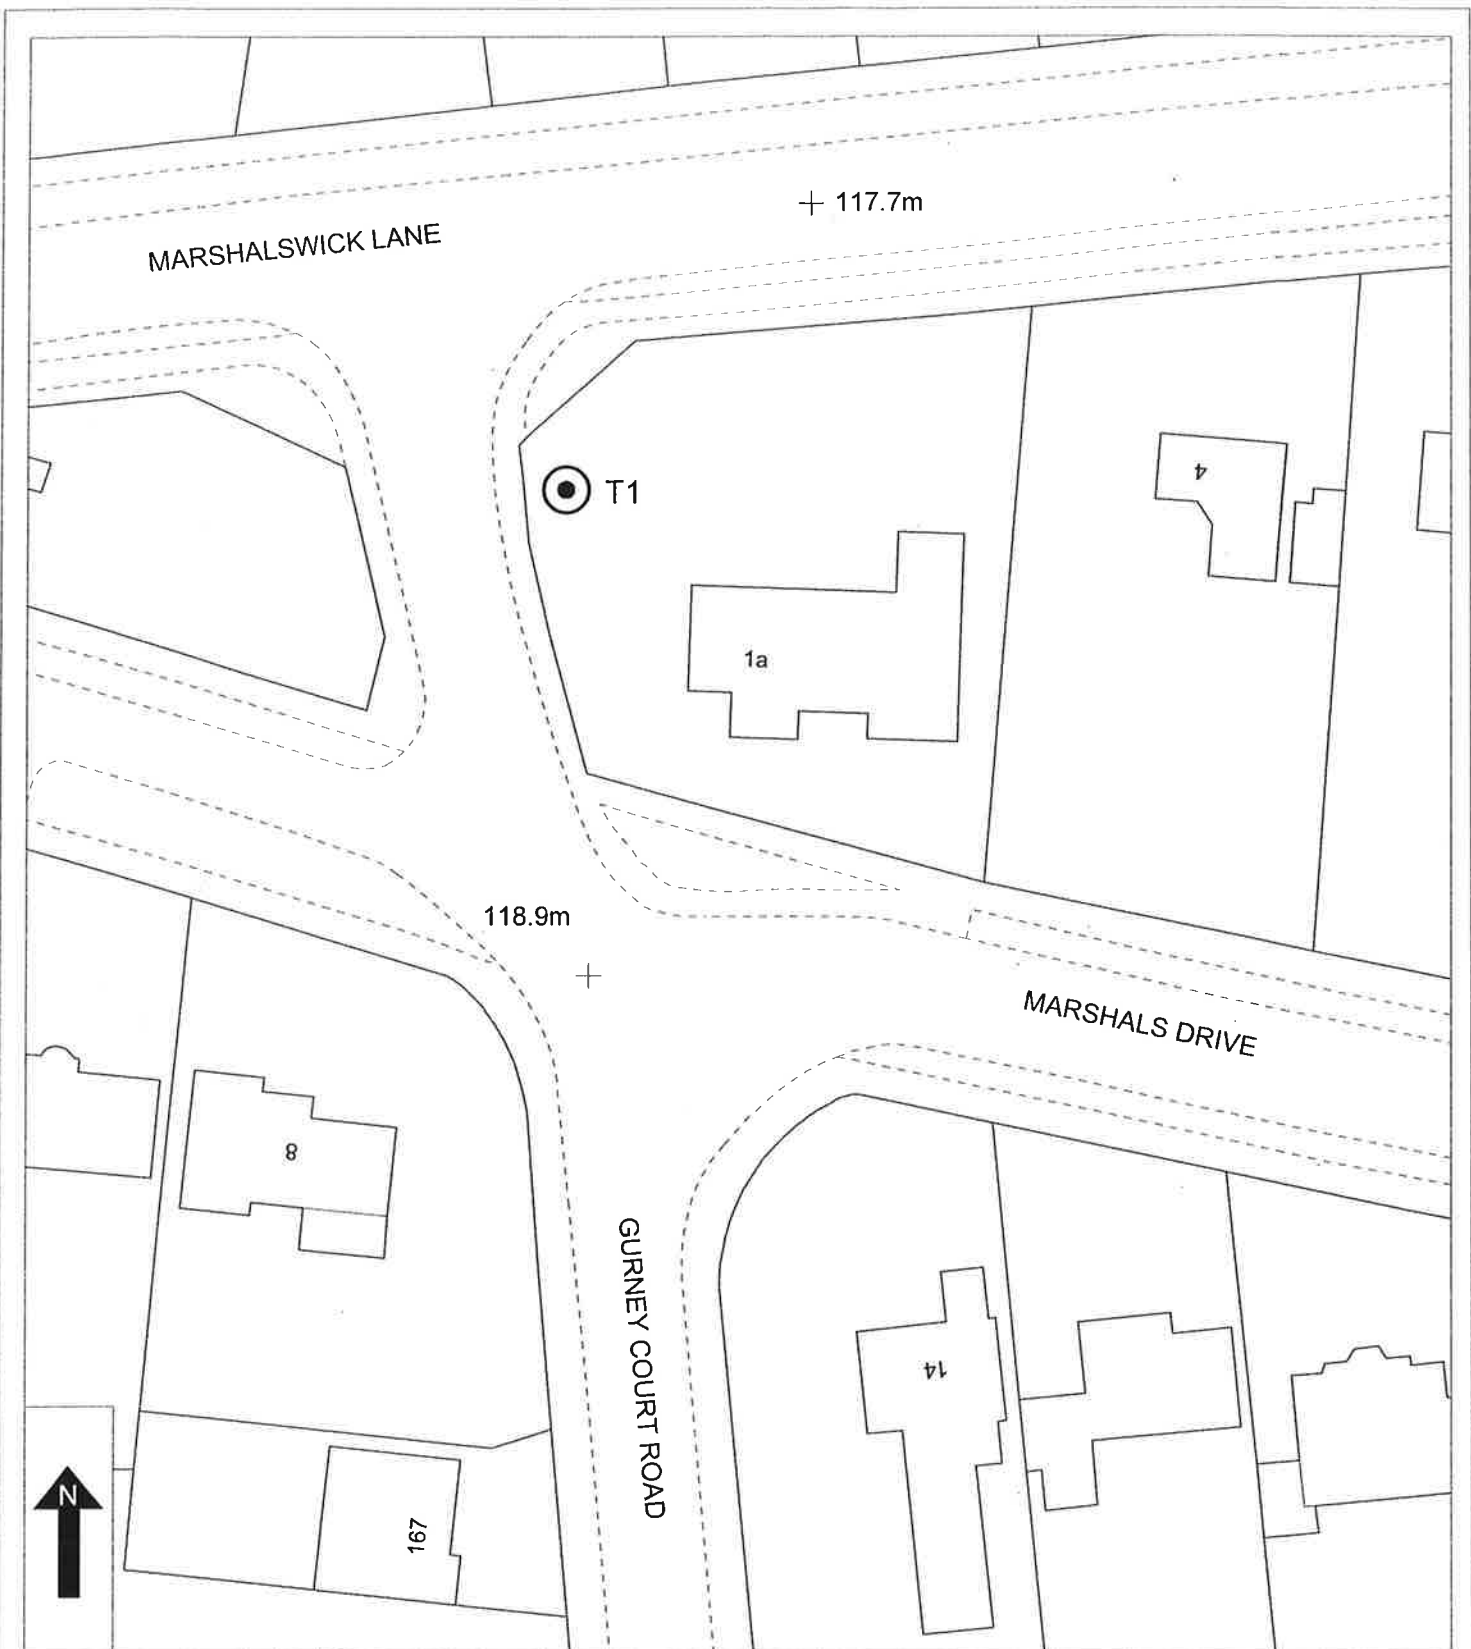 117.7m
MARSHALSWICK LANE
T1
4
1a
118.9m
MARSHALS DRIVE
8
GURNEY COURT ROAD
14
N
167